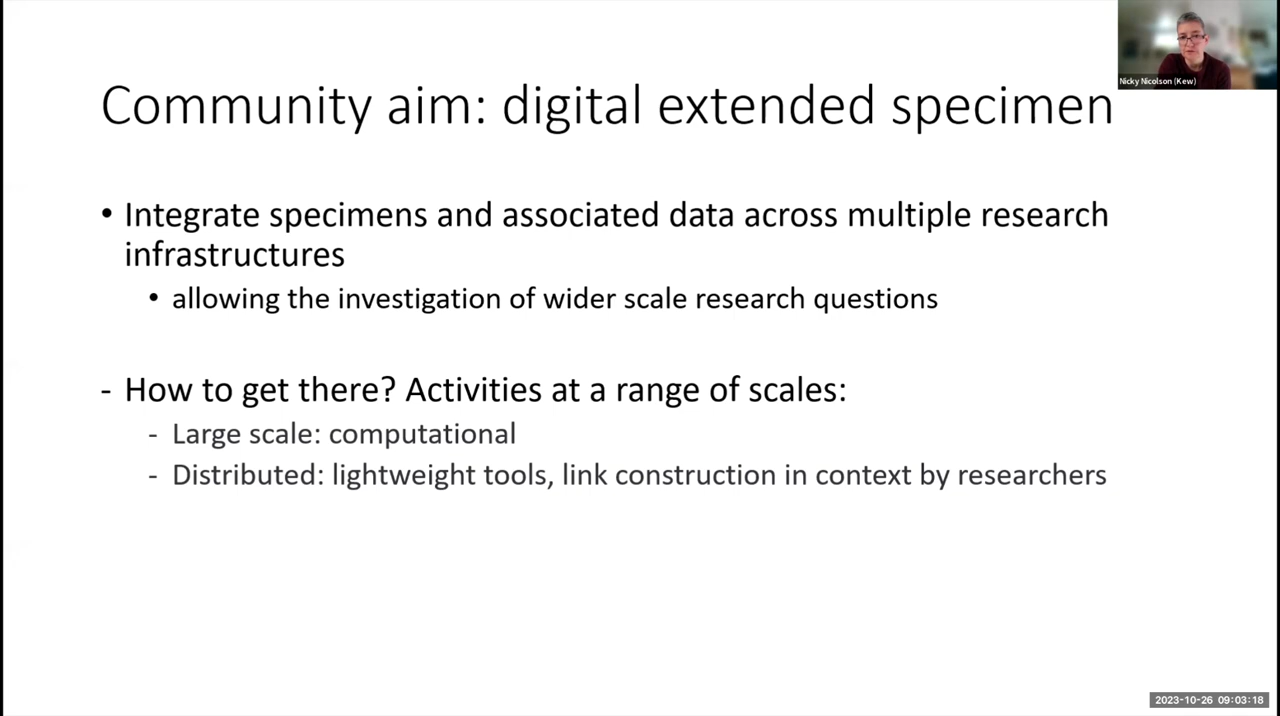 Nicky Nicolson (Kew)
Community aim: digital extended specimen
• Integrate specimens and associated data across multiple research
infrastructures
• allowing the investigation of wider scale research questions
- How to get there? Activities at a range of scales:
- Large scale: computational
- Distributed: lightweight tools, link construction in context by researchers
2023-10-26 09:03:18